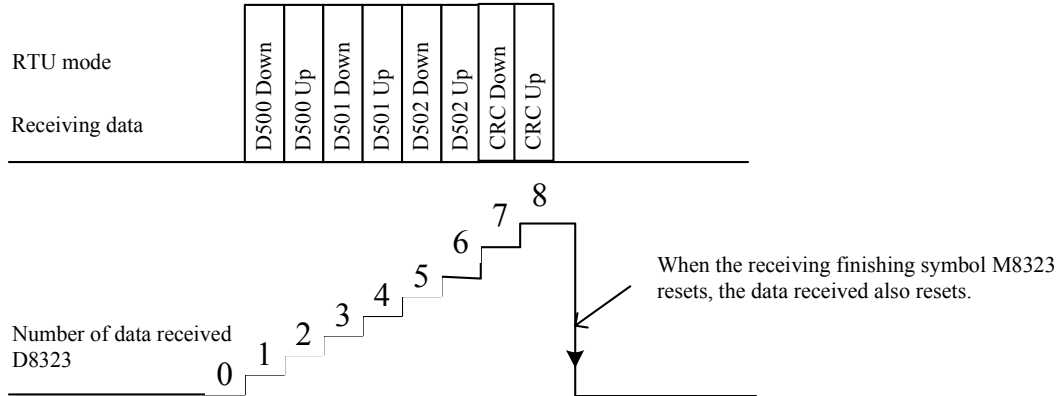 RTU mode
Receiving data
D500 Down
D500 Up
D501 Down
D501 Up
D502 Down
D502 Up
CRC Down
CRC Up
Number of data received
D8323
0
1
2
3
4
5
6
7
8
When the receiving finishing symbol M8323
resets, the data received also resets.